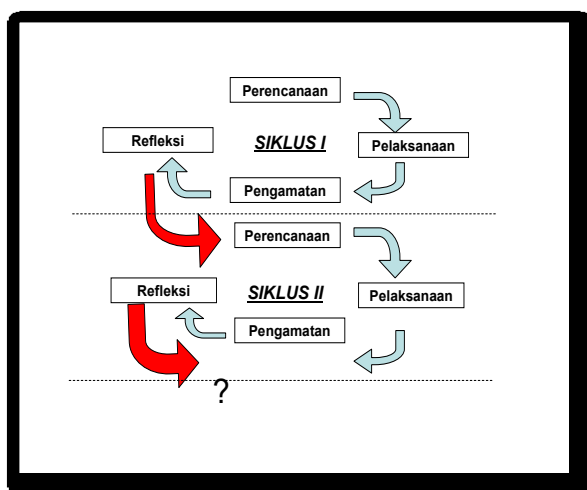 Perencanaan
Refleksi
SIKLUS I
Pelaksanaan
Pengamatan
Perencanaan
Refleksi
SIKLUS II
Pelaksanaan
Pengamatan
?